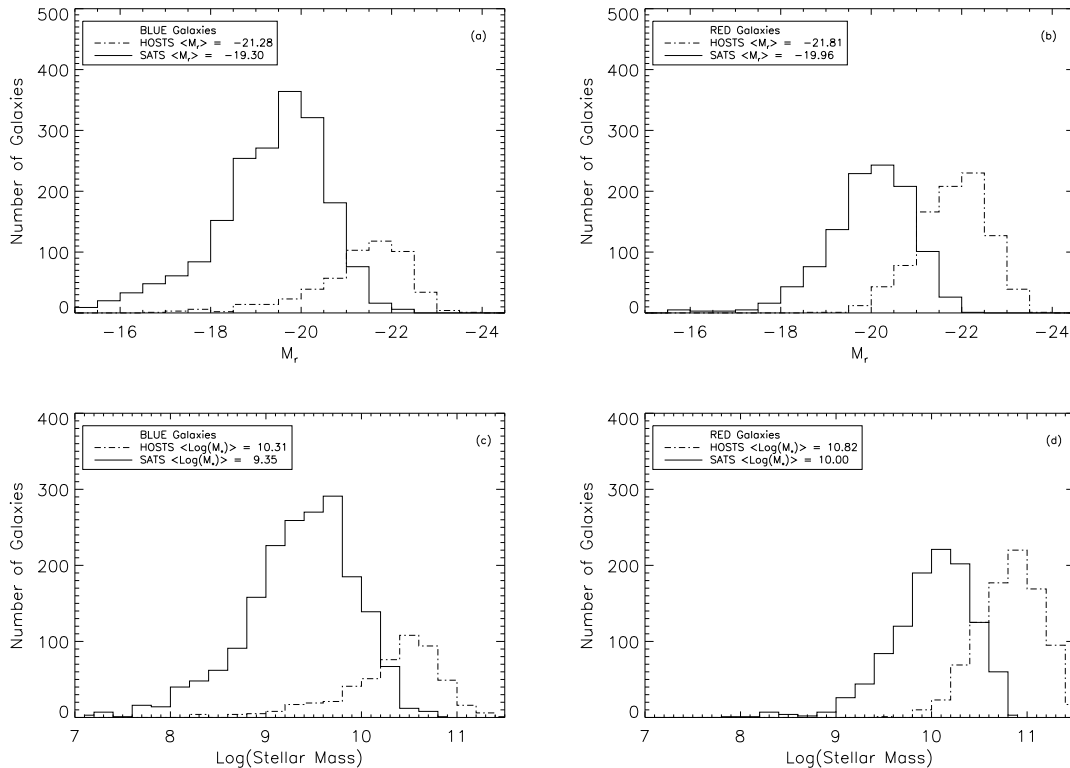 500
400
300
200
100
0
Number of Galaxies
BLUE Galaxies
HOSTS <M_r> = -21.28
SATS <M_r> = -19.30
(a)
-16 -18 -20 -22 -24
M_r
500
400
300
200
100
0
Number of Galaxies
RED Galaxies
HOSTS <M_r> = -21.81
SATS <M_r> = -19.96
(b)
-16 -18 -20 -22 -24
M_r
400
300
200
100
0
Number of Galaxies
BLUE Galaxies
HOSTS <Log(M_*)> = 10.31
SATS <Log(M_*)> = 9.35
(c)
7 8 9 10 11
Log(Stellar Mass)
400
300
200
100
0
Number of Galaxies
RED Galaxies
HOSTS <Log(M_*)> = 10.82
SATS <Log(M_*)> = 10.00
(d)
7 8 9 10 11
Log(Stellar Mass)